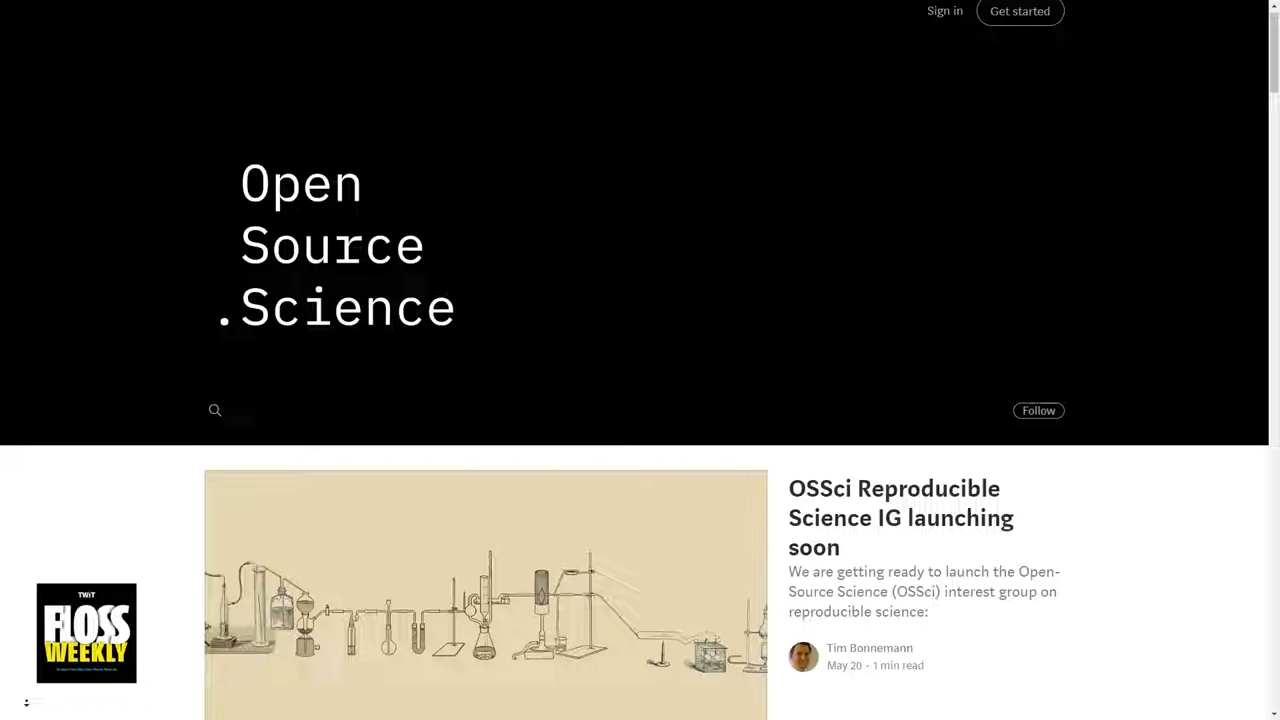 Sign in
Get started
Open
Source
.Science
Follow
OSSci Reproducible
Science IG launching
soon
We are getting ready to launch the Open-
Source Science (OSSci) interest group on
reproducible science:
Tim Bonnemann
May 20 · 1 min read
TWiT
FLOSS
WEEKLY